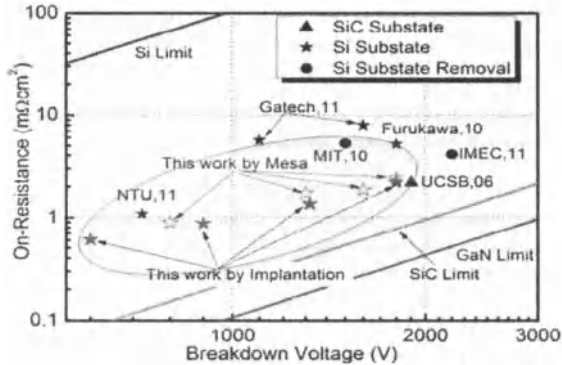 100
10
1
0.1
On-Resistance (mΩcm²)
Si Limit
SiC Substate
Si Substate
Si Substrate Removal
Gatech,11
Furukawa,10
MIT,10
IMEC,11
This work by Mesa
UCSB,06
NTU,11
This work by Implantation
GaN Limit
SiC Limit
1000
2000
3000
Breakdown Voltage (V)